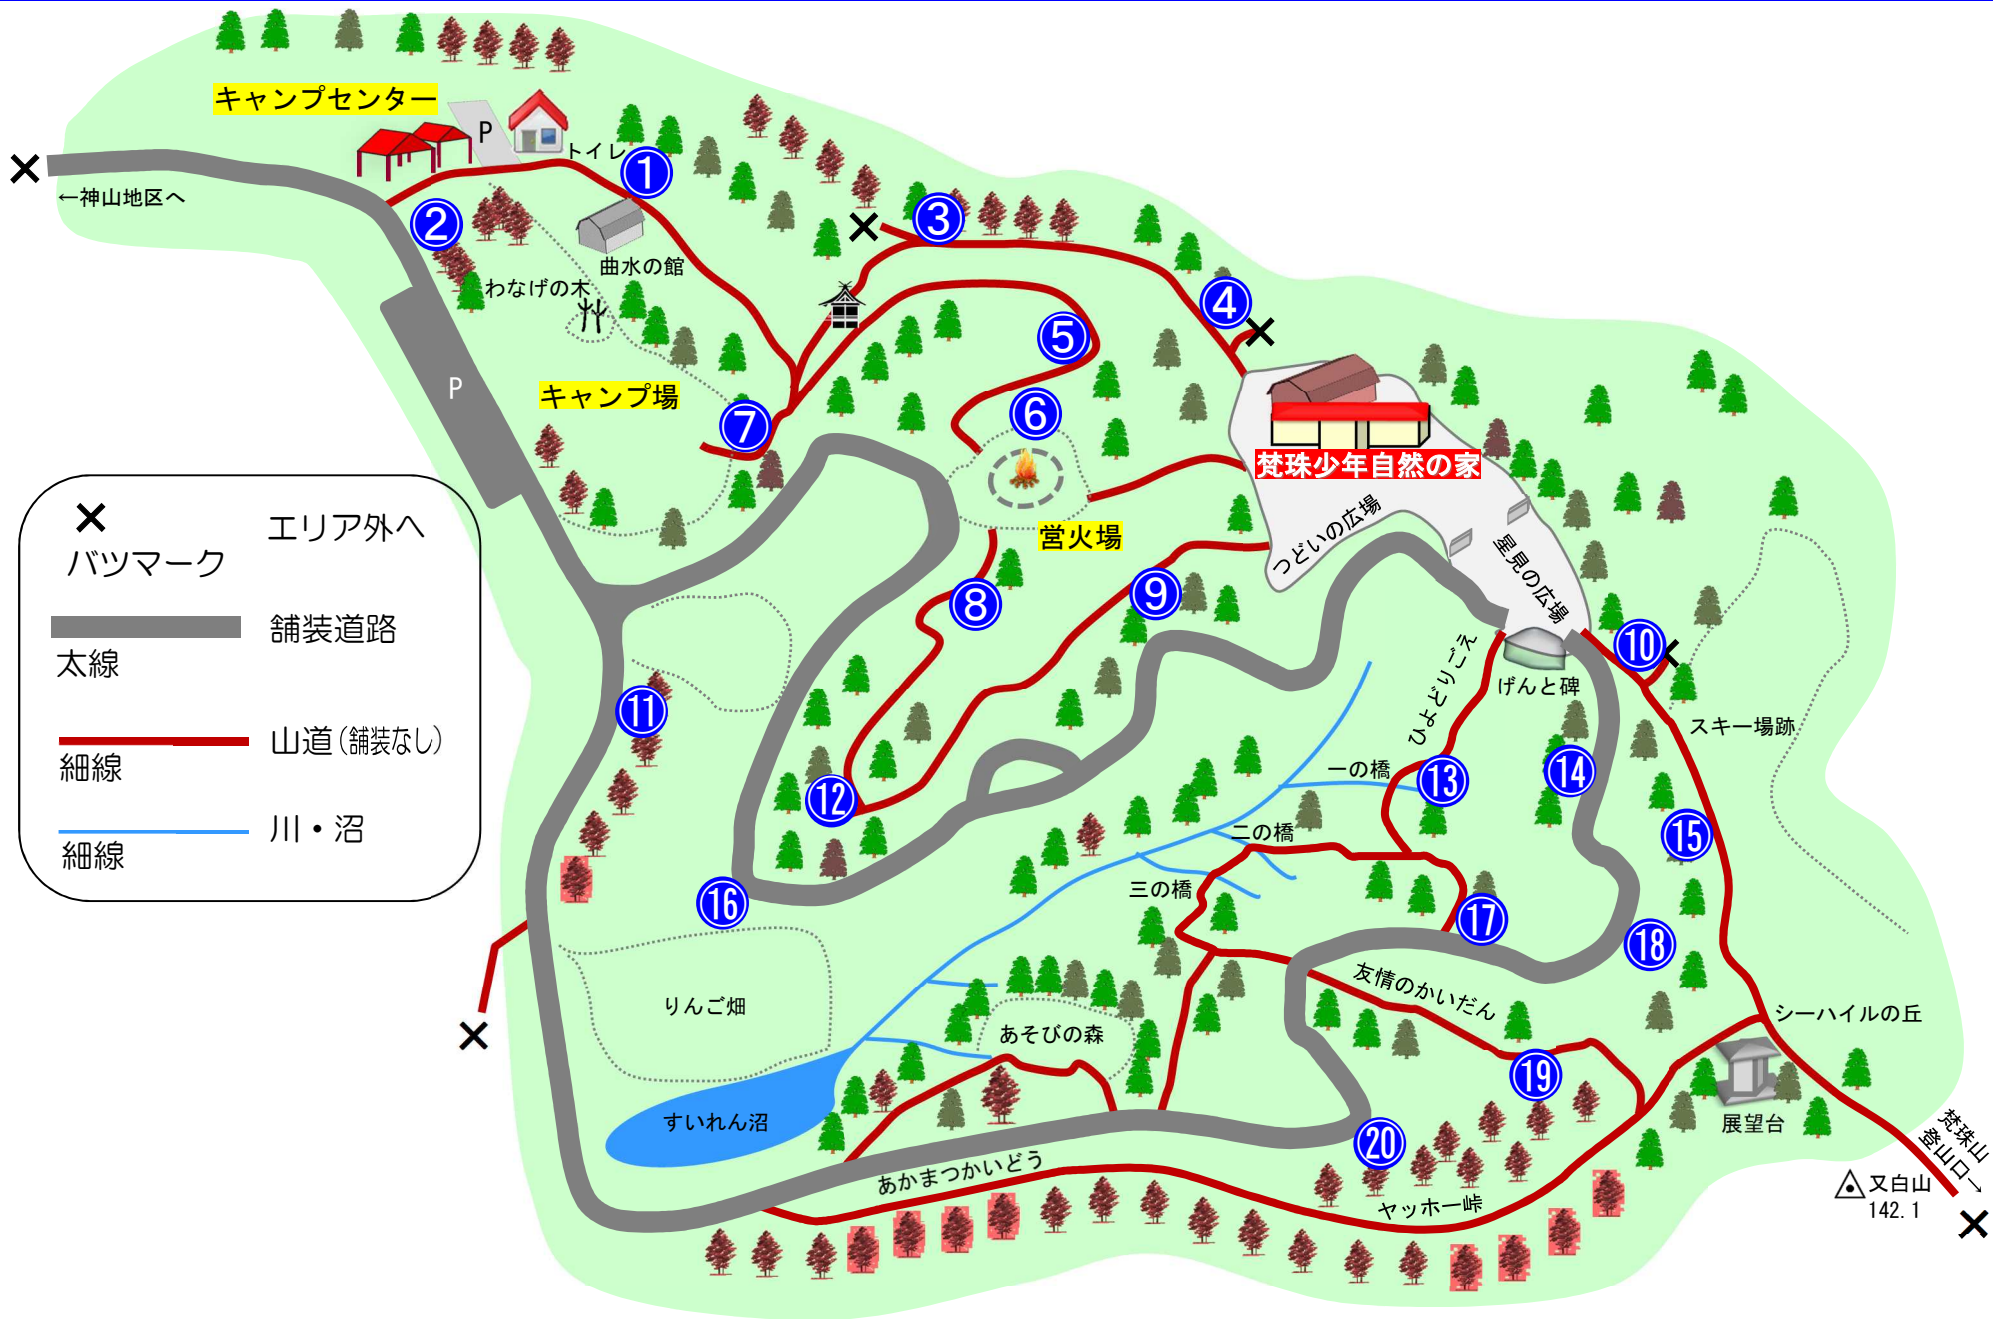 キャンプセンター
P
トイレ
①
←神山地区へ
②
曲水の館
わなげの木
③
④
⑤
P
キャンプ場
⑥
⑦
梵珠少年自然の家
つどいの広場
星見の広場
営火場
エリア外へ
バツマーク
舗装道路
太線
山道(舗装なし)
細線
川・沼
細線
⑧
⑨
⑩
ひよどりごえ
げんと碑
スキー場跡
⑪
⑫
一の橋
⑬
⑭
二の橋
⑮
三の橋
⑯
⑰
⑱
りんご畑
友情のかいだん
あそびの森
シーハイルの丘
⑲
展望台
すいれん沼
⑳
あかまつかいどう
ヤッホー峠
梵珠山
登山口→
又白山
142.1